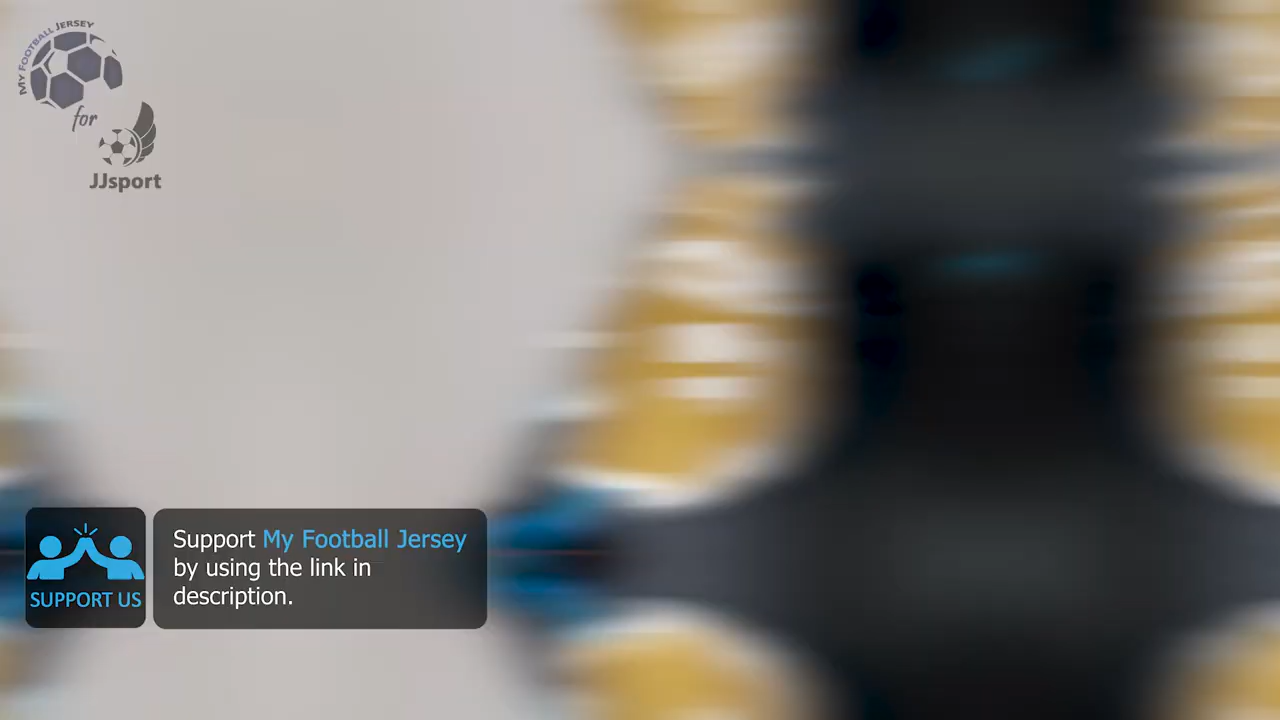 MY FOOTBALL JERSEY
for
JJsport
Support My Football Jersey
by using the link in
description.
SUPPORT US